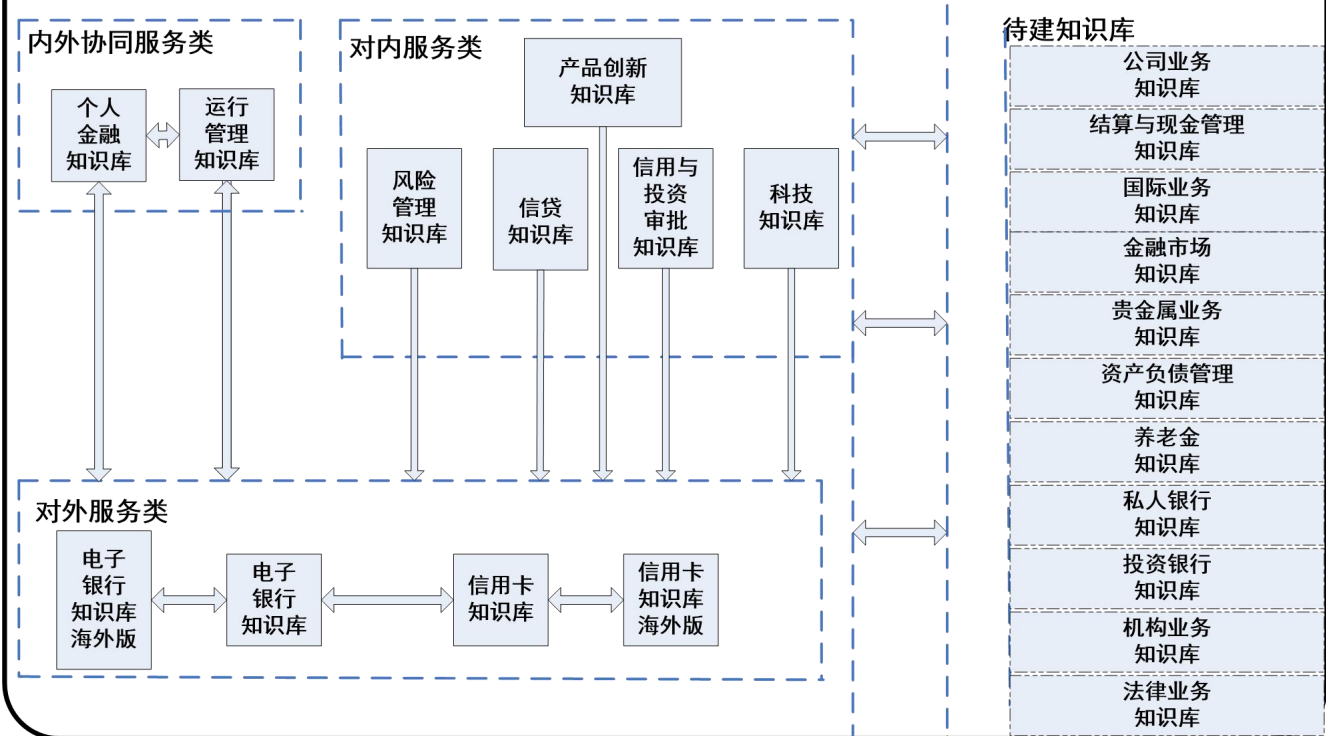 内外协同服务类
个人
金融
知识库
运行
管理
知识库
对内服务类
产品创新
知识库
风险
管理
知识库
信贷
知识库
信用与
投资
审批
知识库
科技
知识库
对外服务类
电子
银行
知识库
海外版
电子
银行
知识库
信用卡
知识库
信用卡
知识库
海外版
待建知识库
公司业务
知识库
结算与现金管理
知识库
国际业务
知识库
金融市场
知识库
贵金属业务
知识库
资产负债管理
知识库
养老金
知识库
私人银行
知识库
投资银行
知识库
机构业务
知识库
法律业务
知识库